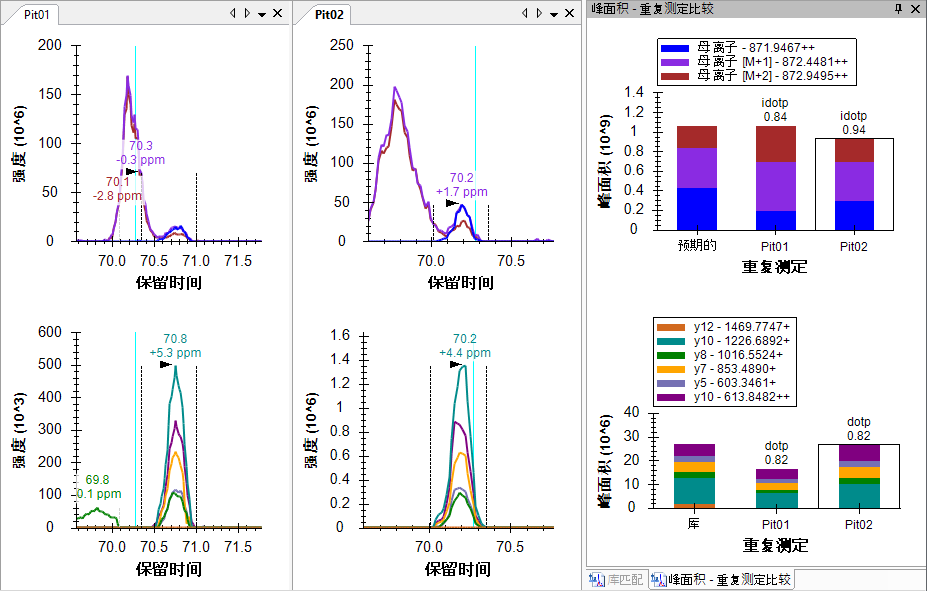 Pit01
200
150
100
50
0
强度 (10^6)
70.3
-0.3 ppm
70.1
-2.8 ppm
70.0 70.5 71.0 71.5
保留时间
600
500
400
300
200
100
0
强度 (10^3)
70.8
+5.3 ppm
69.8
0.1 ppm
70.0 70.5 71.0 71.5
保留时间
Pit02
250
200
150
100
50
0
强度 (10^6)
70.2
+1.7 ppm
70.0 70.5
保留时间
1.6
1.4
1.2
1
0.8
0.6
0.4
0.2
0
强度 (10^6)
70.2
+4.4 ppm
70.0 70.5
保留时间
峰面积 - 重复测定比较
母离子 - 871.9467++
母离子 [M+1] - 872.4481++
母离子 [M+2] - 872.9495++
1.4
1.2
1
0.8
0.6
0.4
0.2
0
峰面积 (10^9)
idotp
0.84
idotp
0.94
预期的 Pit01 Pit02
重复测定
y12 - 1469.7747+
y10 - 1226.6892+
y8 - 1016.5524+
y7 - 853.4890+
y5 - 603.3461+
y10 - 613.8482++
40
30
20
10
0
峰面积 (10^6)
dotp
0.82
dotp
0.82
库 Pit01 Pit02
重复测定
库匹配 峰面积 - 重复测定比较